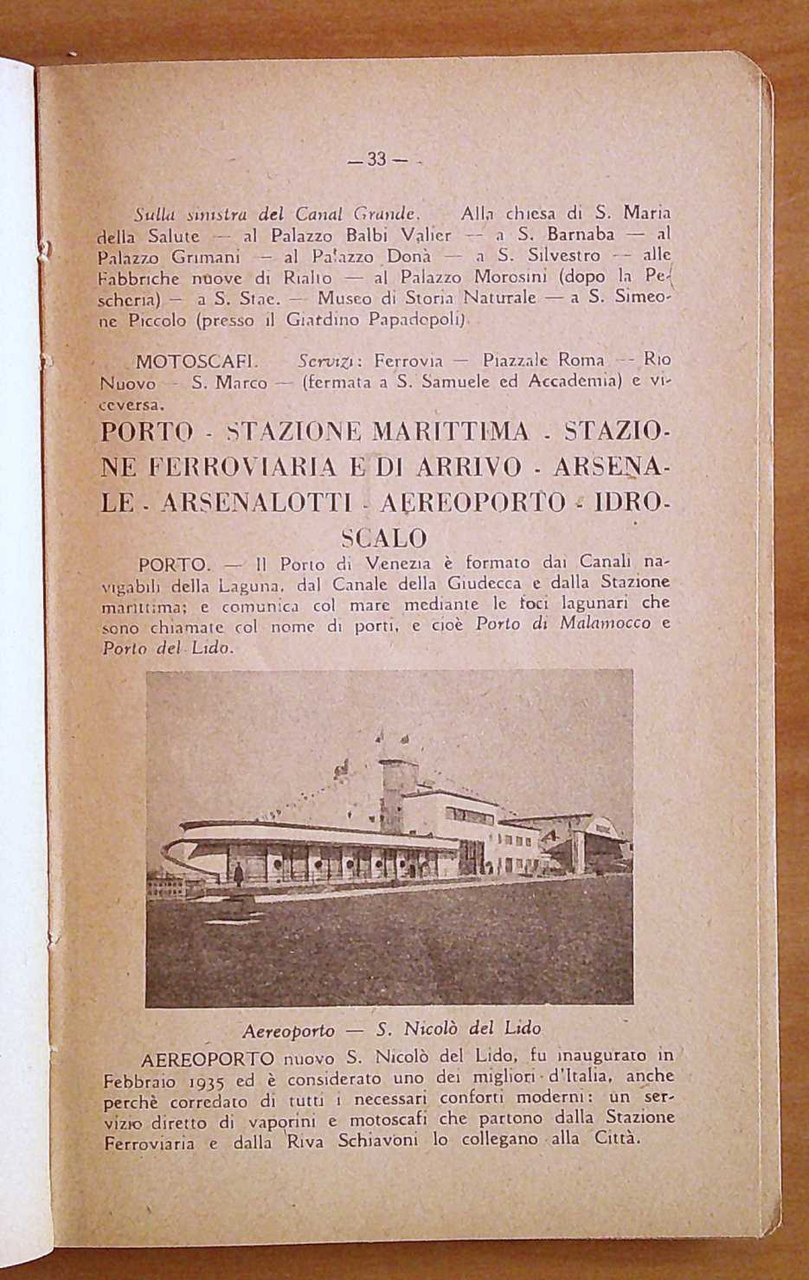 — 33 —
Sulla sinistra del Canal Grande. Alla chiesa di S. Maria
della Salute — al Palazzo Balbi Valier — a S. Barnaba — al
Palazzo Grimani — al Palazzo Donà — a S. Silvestro — alle
Fabbriche nuove di Rialto — al Palazzo Morosini (dopo la Pe-
scheria) — a S. Stae. — Museo di Storia Naturale — a S. Simeo-
ne Piccolo (presso il Giardino Papadopoli).
MOTOSCAFI. Servizi: Ferrovia — Piazzale Roma — Rio
Nuovo — S. Marco — (fermata a S. Samuele ed Accademia) e vi-
ceversa.
PORTO - STAZIONE MARITTIMA - STAZIO-
NE FERROVIARIA E DI ARRIVO - ARSENA-
LE - ARSENALOTTI - AEREOPORTO - IDRO-
SCALO
PORTO. — Il Porto di Venezia è formato dai Canali na-
vigabili della Laguna, dal Canale della Giudecca e dalla Stazione
marittima; e comunica col mare mediante le foci lagunari che
sono chiamate col nome di porti, e cioè Porto di Malamocco e
Porto del Lido.
Aereoporto — S. Nicolò del Lido
AEREOPORTO nuovo S. Nicolò del Lido, fu inaugurato in
Febbraio 1935 ed è considerato uno dei migliori d'Italia, anche
perchè corredato di tutti i necessari conforti moderni: un ser-
vizio diretto di vaporini e motoscafi che partono dalla Stazione
Ferroviaria e dalla Riva Schiavoni lo collegano alla Città.